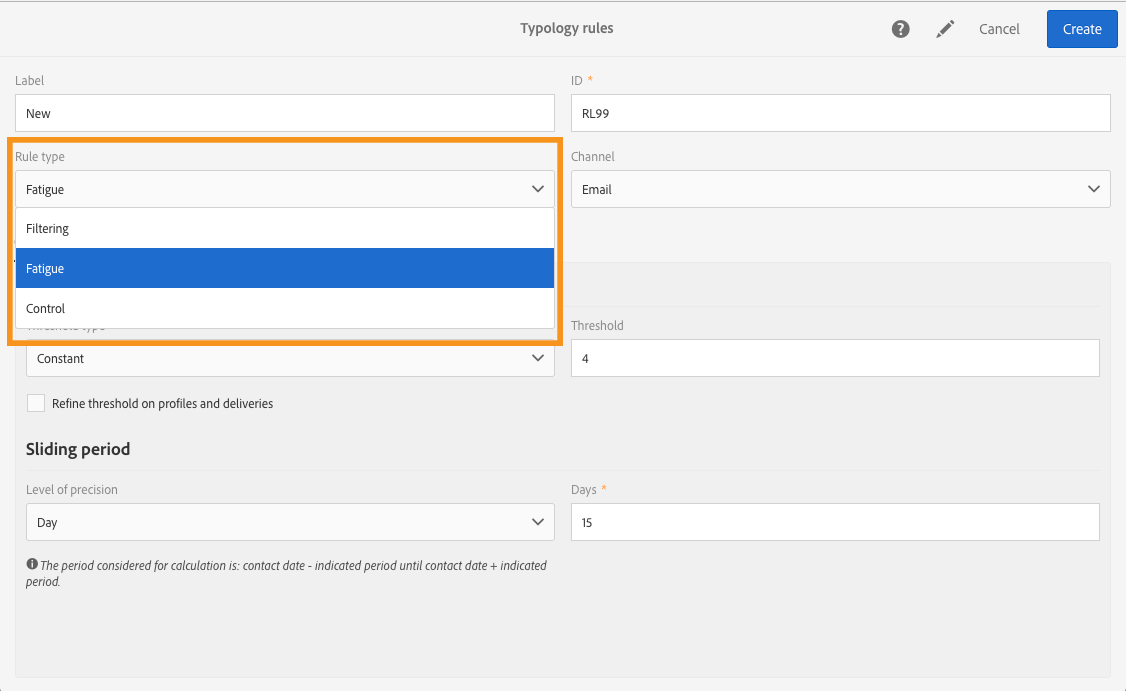 Typology rules
Cancel
Create
Label
ID *
New
RL99
Rule type
Channel
Fatigue
Email
Filtering
Fatigue
Control
Threshold type
Threshold
Constant
4
Refine threshold on profiles and deliveries
Sliding period
Level of precision
Days *
Day
15
The period considered for calculation is: contact date - indicated period until contact date + indicated
period.